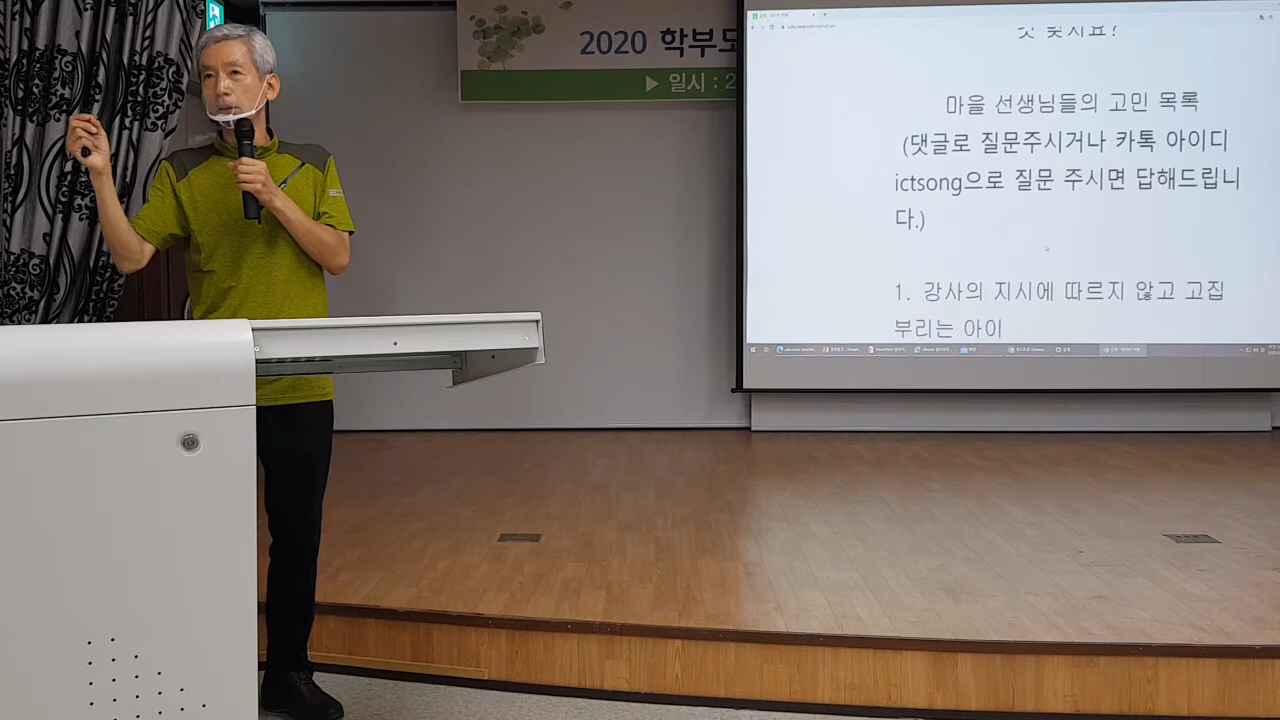 2020 학부모
▶ 일시 : 2
마을 선생님들의 고민 목록
(댓글로 질문주시거나 카톡 아이디
ictsong으로 질문 주시면 답해드립니
다.)
1. 강사의 지시에 따르지 않고 고집
부리는 아이